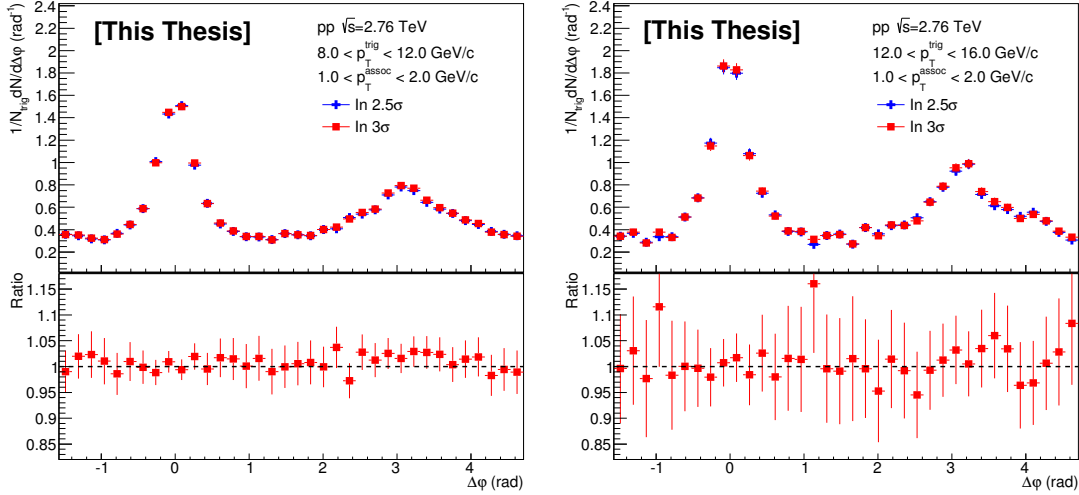 [This Thesis]
pp √s=2.76 TeV
8.0 < p_T^trig < 12.0 GeV/c
1.0 < p_T^assoc < 2.0 GeV/c
In 2.5σ
In 3σ
1/N_trig dN/dΔφ (rad⁻¹)
2.4
2.2
2
1.8
1.6
1.4
1.2
1
0.8
0.6
0.4
0.2
Ratio
1.15
1.1
1.05
1
0.95
0.9
0.85
-1 0 1 2 3 4
Δφ (rad)
[This Thesis]
pp √s=2.76 TeV
12.0 < p_T^trig < 16.0 GeV/c
1.0 < p_T^assoc < 2.0 GeV/c
In 2.5σ
In 3σ
1/N_trig dN/dΔφ (rad⁻¹)
2.4
2.2
2
1.8
1.6
1.4
1.2
1
0.8
0.6
0.4
0.2
Ratio
1.15
1.1
1.05
1
0.95
0.9
0.85
-1 0 1 2 3 4
Δφ (rad)